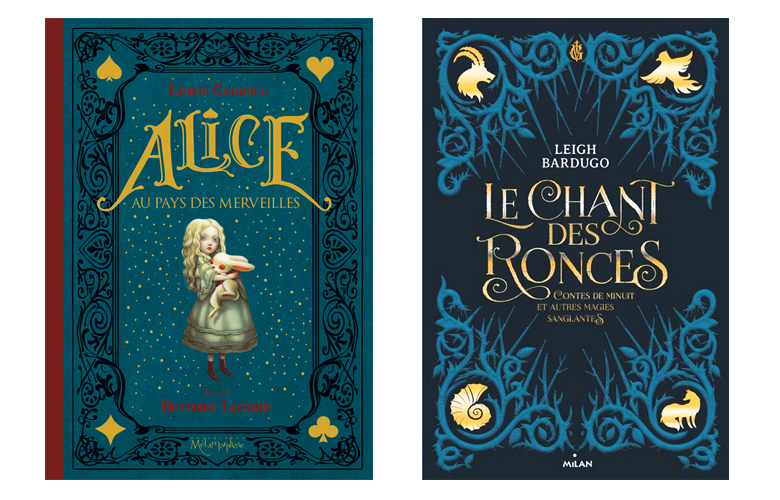 Lewis Carroll
ALICE
AU PAYS DES MERVEILLES
Benjamin Lacombe
Métamorphose
LEIGH
BARDUGO
LE CHANT
DES
RONCES
CONTES DE MINUIT
ET AUTRES MAGIES
SANGLANTES
MILAN